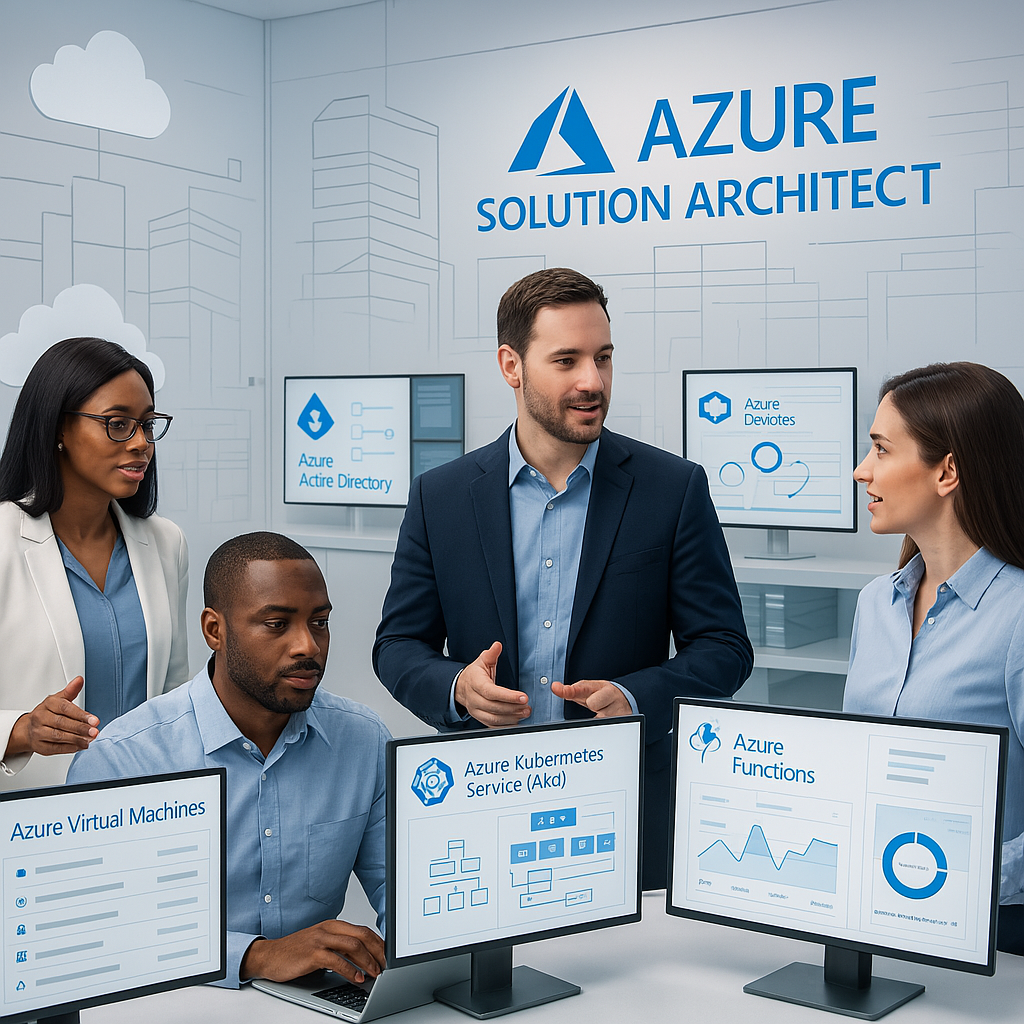 AZURE
SOLUTION ARCHITECT
Azure
Actire Directory
Azure
Deviotes
Azure Virtual Machines
Azure Kubernetes
Service (Akd)
Azure
Functions